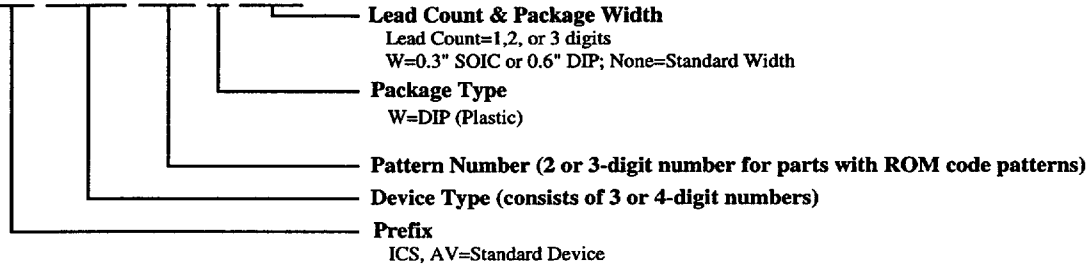 Lead Count & Package Width
Lead Count=1,2, or 3 digits
W=0.3" SOIC or 0.6" DIP; None=Standard Width
Package Type
W=DIP (Plastic)
Pattern Number (2 or 3-digit number for parts with ROM code patterns)
Device Type (consists of 3 or 4-digit numbers)
Prefix
ICS, AV=Standard Device